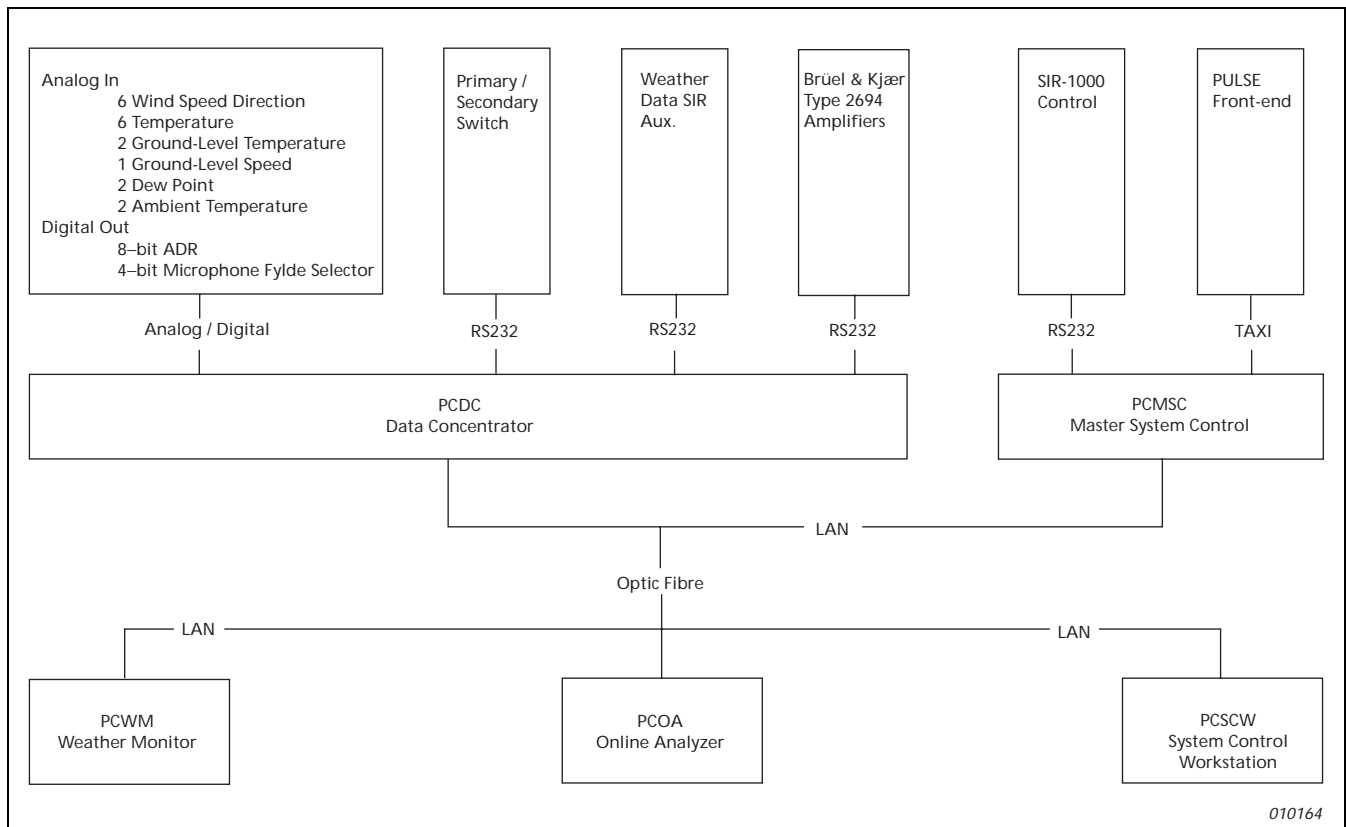 Analog In
6 Wind Speed Direction
6 Temperature
2 Ground-Level Temperature
1 Ground-Level Speed
2 Dew Point
2 Ambient Temperature
Digital Out
8–bit ADR
4–bit Microphone Fylde Selector
Primary /
Secondary
Switch
Weather
Data SIR
Aux.
Brüel & Kjær
Type 2694
Amplifiers
SIR-1000
Control
PULSE
Front-end
Analog / Digital
RS232
RS232
RS232
RS232
TAXI
PCDC
Data Concentrator
PCMSC
Master System Control
LAN
Optic Fibre
LAN
LAN
PCWM
Weather Monitor
PCOA
Online Analyzer
PCSCW
System Control
Workstation
010164